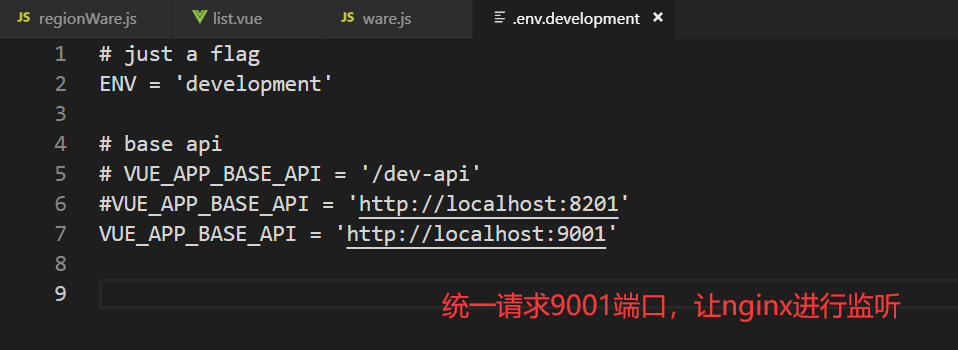 JS regionWare.js list.vue JS ware.js .env.development ×
1 # just a flag
2 ENV = 'development'
3
4 # base api
5 # VUE_APP_BASE_API = '/dev-api'
6 #VUE_APP_BASE_API = 'http://localhost:8201'
7 VUE_APP_BASE_API = 'http://localhost:9001'
8
9
统一请求9001端口，让nginx进行监听